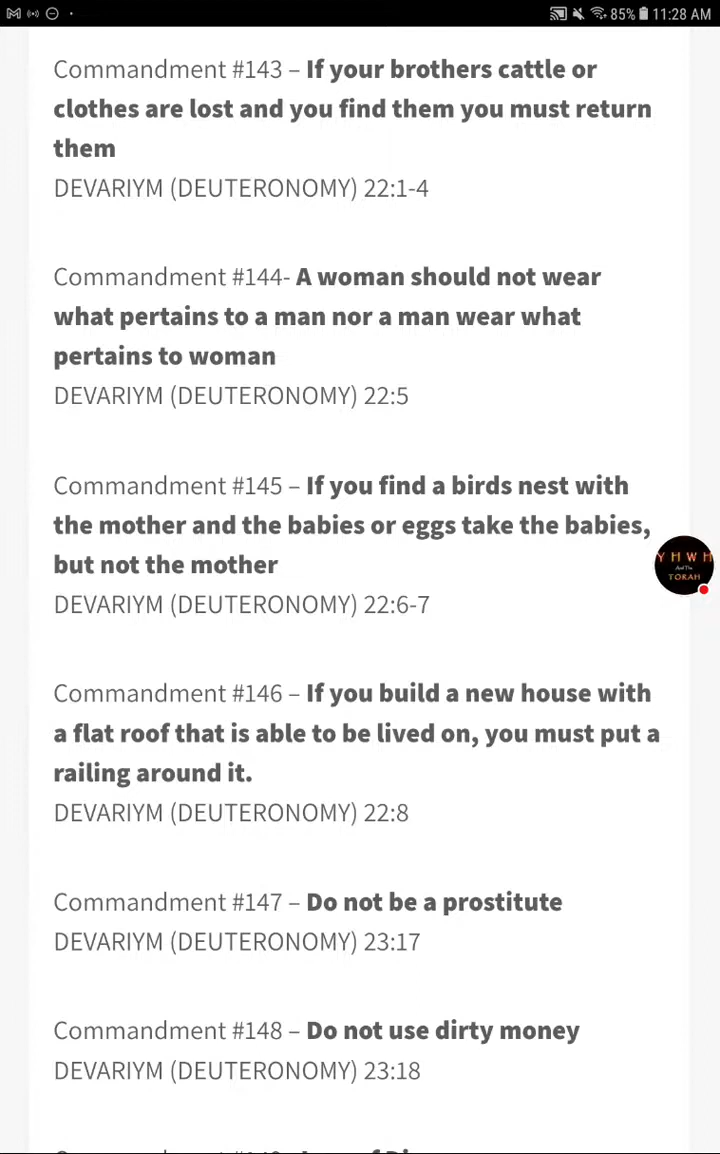 85% 11:28 AM
Commandment #143 – If your brothers cattle or
clothes are lost and you find them you must return
them
DEVARIYM (DEUTERONOMY) 22:1-4
Commandment #144- A woman should not wear
what pertains to a man nor a man wear what
pertains to woman
DEVARIYM (DEUTERONOMY) 22:5
Commandment #145 – If you find a birds nest with
the mother and the babies or eggs take the babies,
but not the mother
DEVARIYM (DEUTERONOMY) 22:6-7
YHWH
And The
TORAH
Commandment #146 – If you build a new house with
a flat roof that is able to be lived on, you must put a
railing around it.
DEVARIYM (DEUTERONOMY) 22:8
Commandment #147 – Do not be a prostitute
DEVARIYM (DEUTERONOMY) 23:17
Commandment #148 – Do not use dirty money
DEVARIYM (DEUTERONOMY) 23:18